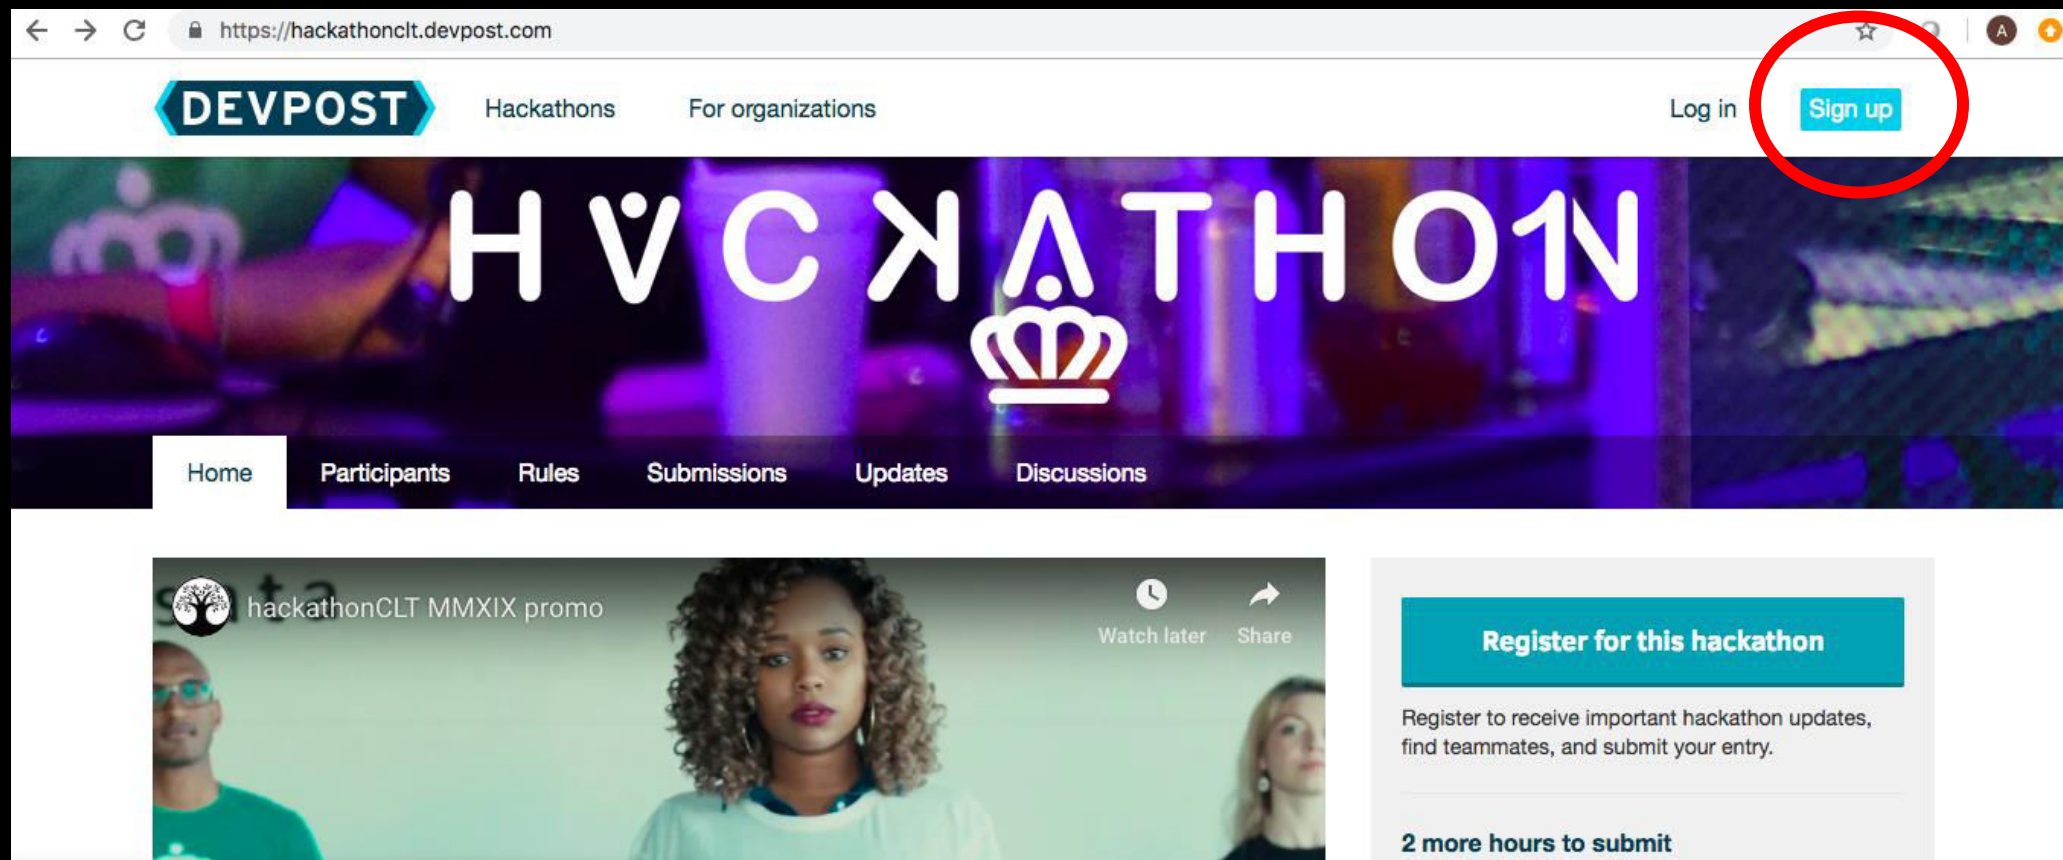 https://hackathonclt.devpost.com
A
DEVPOST
Hackathons
For organizations
Log in
Sign up
HACKATHO1N
Home
Participants
Rules
Submissions
Updates
Discussions
hackathonCLT MMXIX promo
Watch later
Share
Register for this hackathon
Register to receive important hackathon updates,
find teammates, and submit your entry.
2 more hours to submit